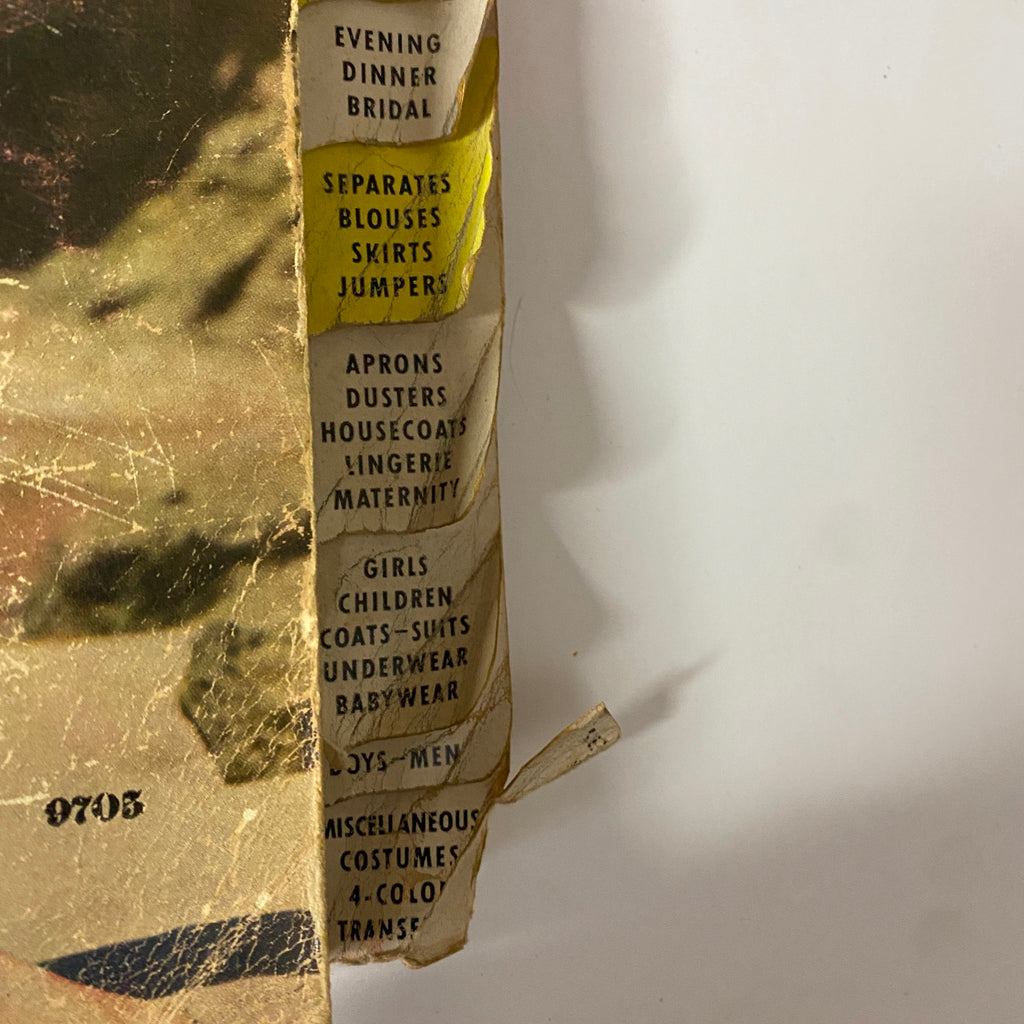 EVENING
DINNER
BRIDAL
SEPARATES
BLOUSES
SKIRTS
JUMPERS
APRONS
DUSTERS
HOUSECOATS
LINGERIE
MATERNITY
GIRLS
CHILDREN
COATS-SUITS
UNDERWEAR
BABYWEAR
BOYS-MEN
MISCELLANEOUS
COSTUMES
4-COLO
TRANSF
9705